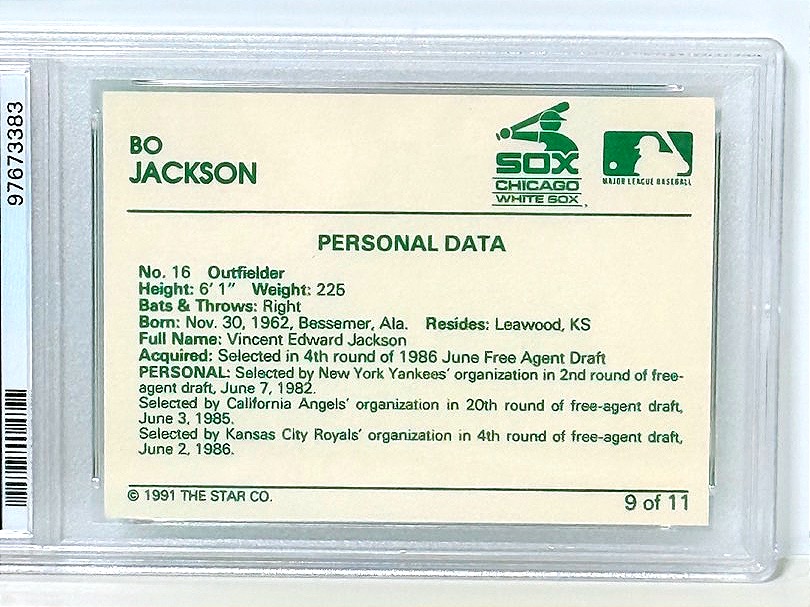 97673383
BO
JACKSON
SOX
CHICAGO
WHITE SOX
MAJOR LEAGUE BASEBALL
PERSONAL DATA
No. 16 Outfielder
Height: 6' 1" Weight: 225
Bats & Throws: Right
Born: Nov. 30, 1962, Bessemer, Ala. Resides: Leawood, KS
Full Name: Vincent Edward Jackson
Acquired: Selected in 4th round of 1986 June Free Agent Draft
PERSONAL: Selected by New York Yankees' organization in 2nd round of free-
agent draft, June 7, 1982.
Selected by California Angels' organization in 20th round of free-agent draft,
June 3, 1985.
Selected by Kansas City Royals' organization in 4th round of free-agent draft,
June 2, 1986.
© 1991 THE STAR CO.
9 of 11